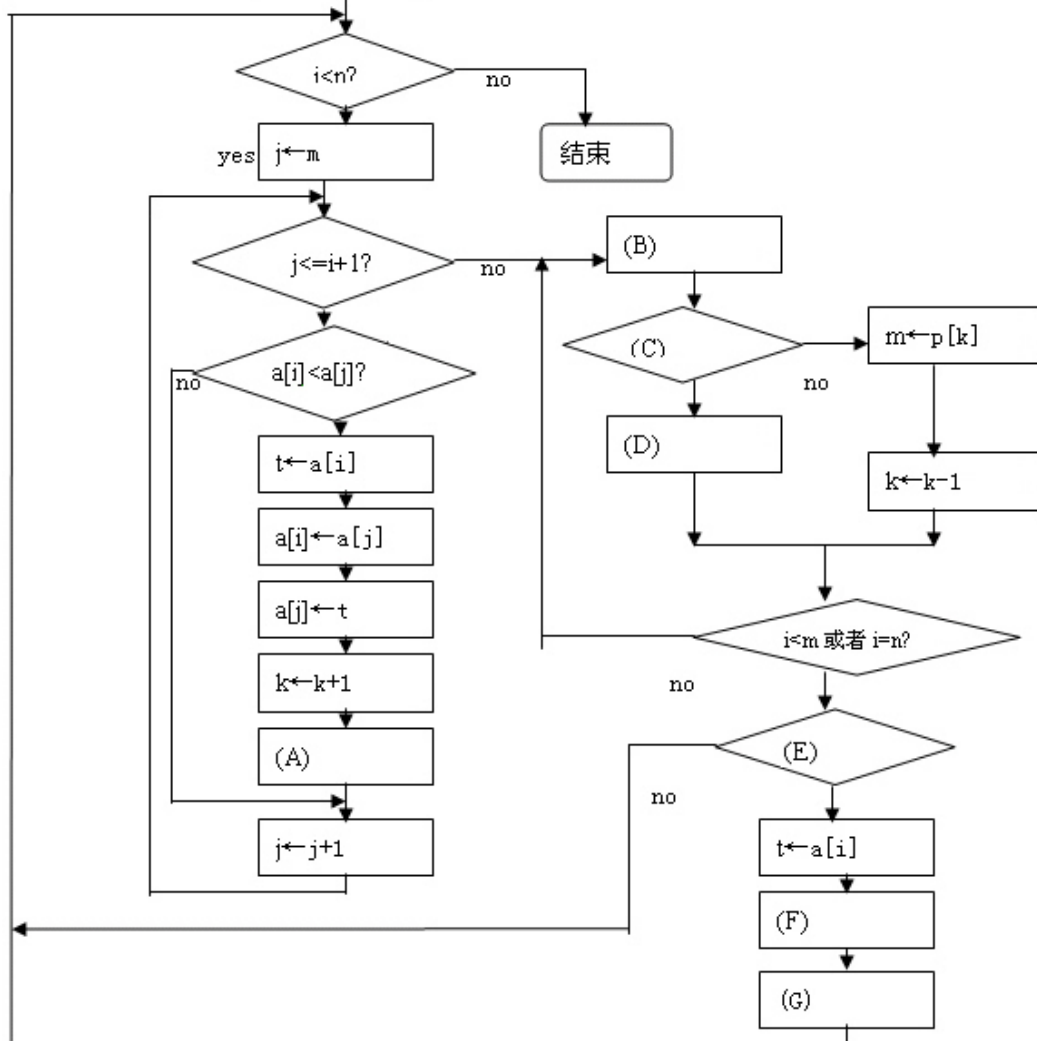 i<n?
no
结束
yes
j←m
j<=i+1?
no
(B)
(C)
no
m←p[k]
a[i]<a[j]?
no
(D)
k←k-1
t←a[i]
a[i]←a[j]
a[j]←t
k←k+1
(A)
j←j+1
i<m 或者 i=n?
no
(E)
no
t←a[i]
(F)
(G)